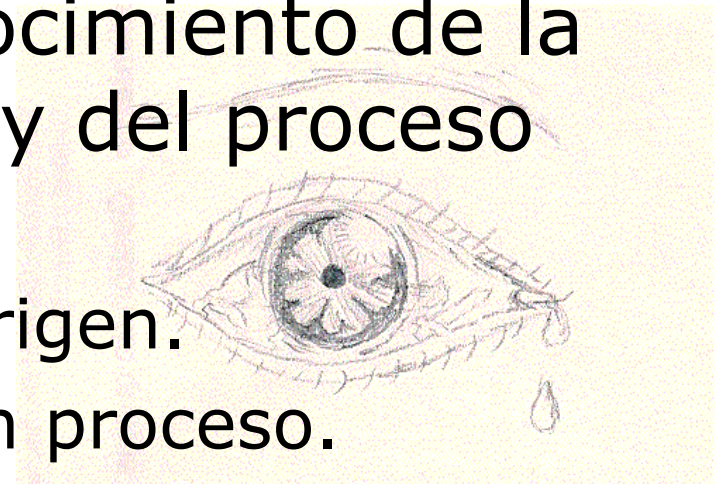 ocimiento de la
y del proceso
rigen.
n proceso.